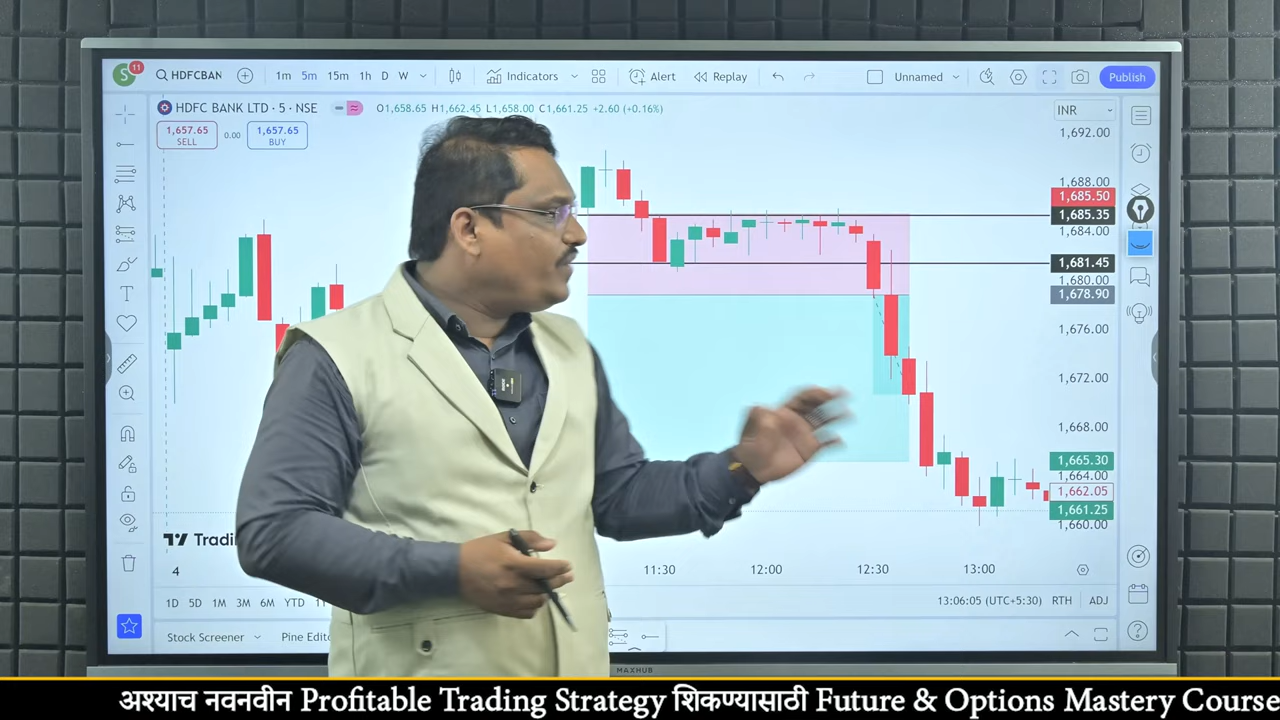 S 11 HDFCBAN 1m 5m 15m 1h D W Indicators Alert Replay Unnamed Publish
HDFC BANK LTD · 5 · NSE O1,658.65 H1,662.45 L1,658.00 C1,661.25 +2.60 (+0.16%) INR
1,657.65 SELL 0.00 1,657.65 BUY
1,692.00
1,688.00
1,685.50
1,685.35
1,684.00
1,681.45
1,680.00
1,678.90
1,676.00
1,672.00
1,668.00
1,665.30
1,664.00
1,662.05
1,661.25
1,660.00
4 11:30 12:00 12:30 13:00
1D 5D 1M 3M 6M YTD 13:06:05 (UTC+5:30) RTH ADJ
Stock Screener
MAXHUB
अश्याच नवनवीन Profitable Trading Strategy शिकण्यासाठी Future & Options Mastery Course